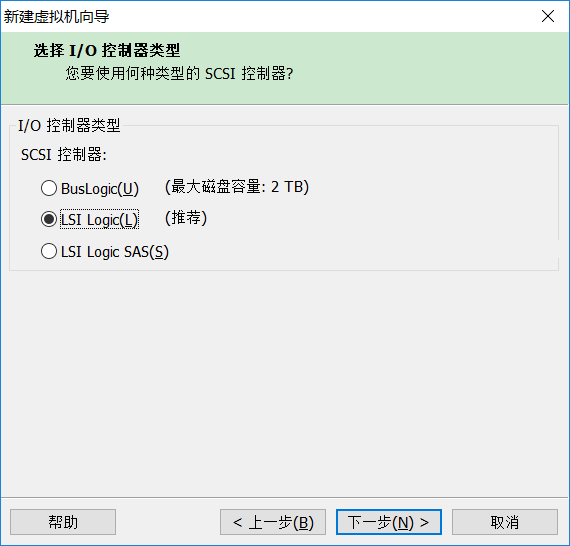 新建虚拟机向导
选择 I/O 控制器类型
您要使用何种类型的 SCSI 控制器?
I/O 控制器类型
SCSI 控制器:
BusLogic(U) (最大磁盘容量: 2 TB)
LSI Logic(L) (推荐)
LSI Logic SAS(S)
帮助 < 上一步(B) 下一步(N) > 取消